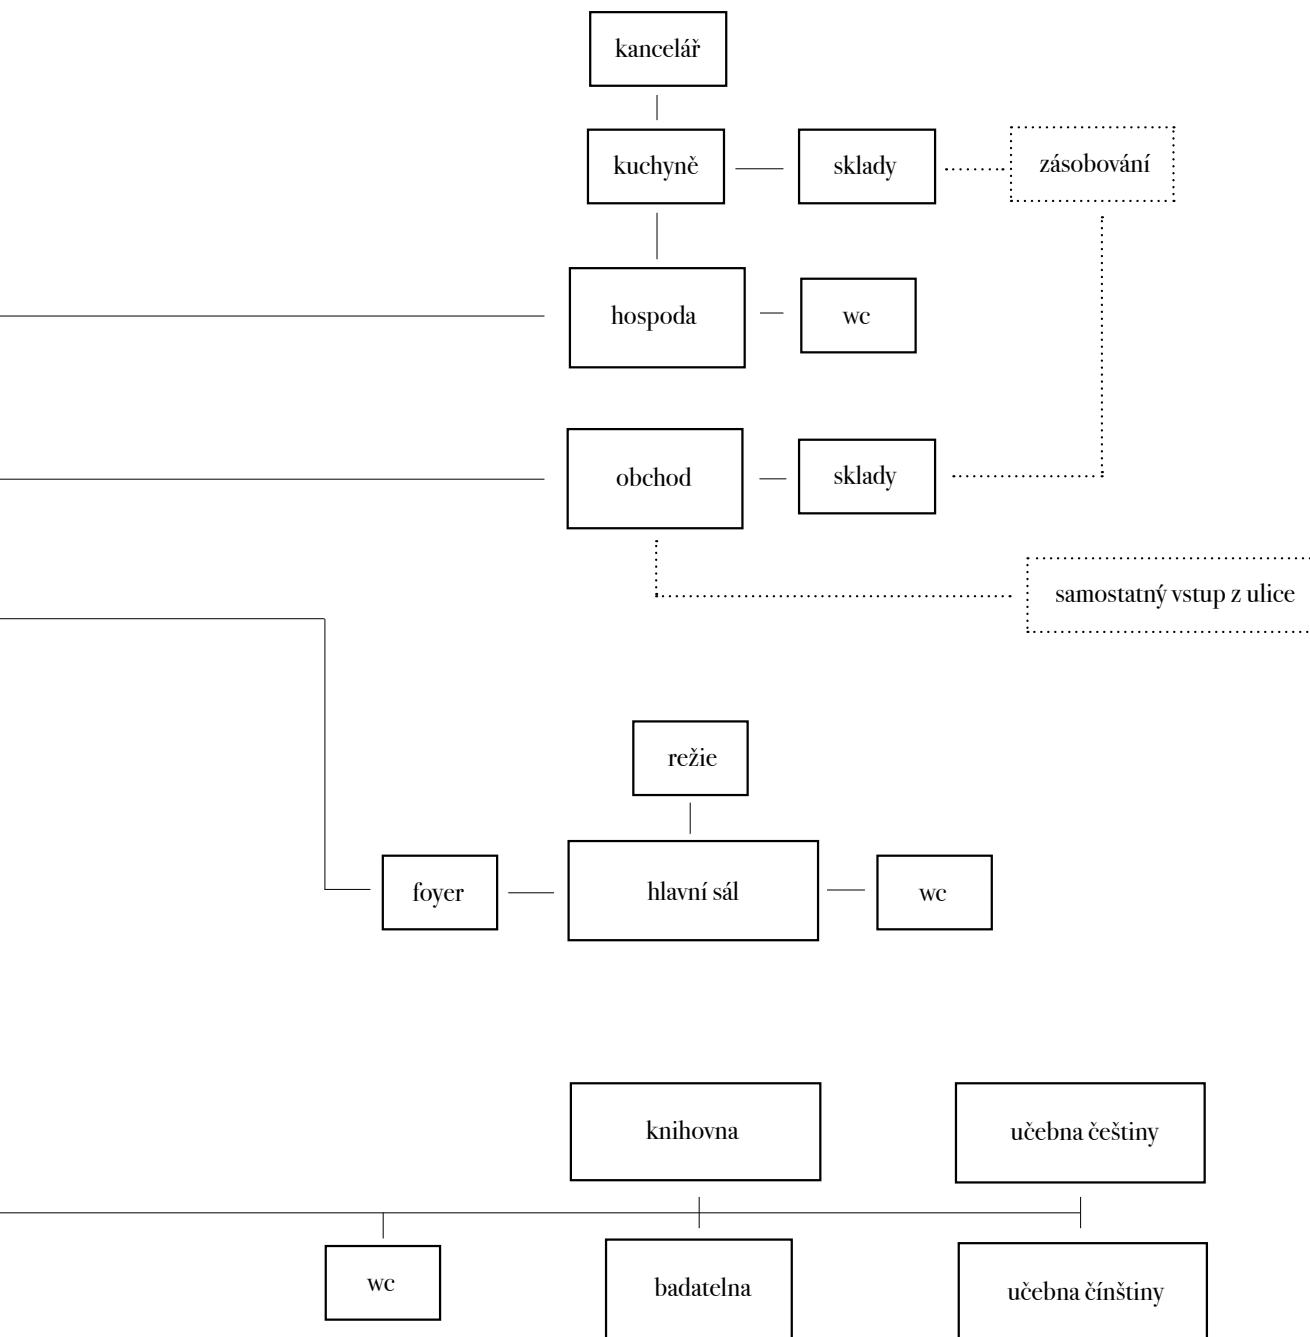 kancelář
kuchyně
sklady
zásobování
hospoda
wc
obchod
sklady
samostatný vstup z ulice
režie
foyer
hlavní sál
wc
knihovna
učebna češtiny
wc
badatelna
učebna čínštiny